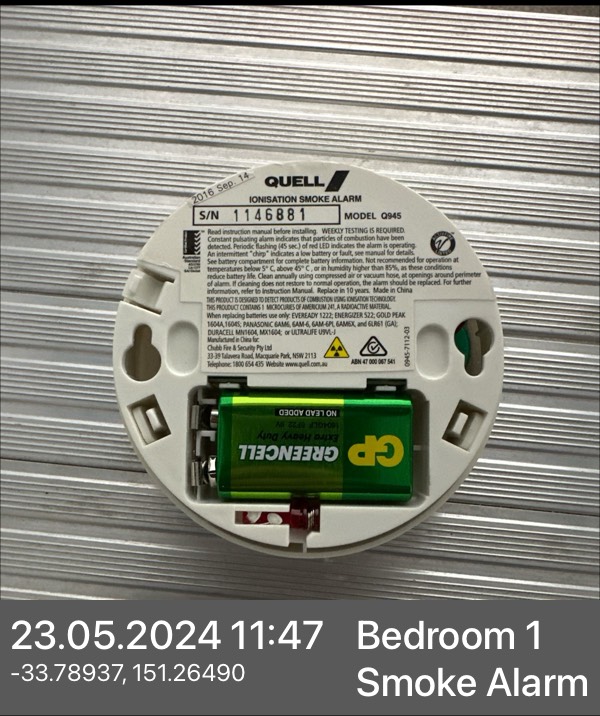 2016 Sep. 14
QUELL
IONISATION SMOKE ALARM
S/N 1146881 MODEL Q945
Read instruction manual before installing. WEEKLY TESTING IS REQUIRED.
Constant pulsating alarm indicates that particles of combustion have been
detected. Periodic flashing (45 sec.) of red LED indicates the alarm is operating.
An intermittent "chirp" indicates a low battery or fault, see manual for details.
See battery compartment for complete battery information. Not recommended for operation at
temperatures below 5° C, above 45° C, or in humidity higher than 85%, as these conditions
reduce battery life. Clean annually using compressed air or vacuum hose, at openings around perimeter
of alarm. If cleaning does not restore to normal operation, the alarm should be replaced. For further
information, refer to Instruction Manual. Replace in 10 years. Made in China
THIS PRODUCT IS DESIGNED TO DETECT PRODUCTS OF COMBUSTION USING IONISATION TECHNOLOGY.
THIS PRODUCT CONTAINS 1 MICROCURIES OF AMERICIUM 241, A RADIOACTIVE MATERIAL.
When replacing batteries use only: EVEREADY 1222; ENERGIZER 522; GOLD PEAK
1604A,1604S; PANASONIC 6AM6, 6AM-6, 6AM-6PI, 6AM6X, and 6LR61 (GA);
DURACELL MN1604, MX1604; or ULTRALIFE U9VL-J
Manufactured in China for:
Chubb Fire & Security Pty Ltd
33-39 Talavera Road, Macquarie Park, NSW 2113
Telephone: 1800 654 435 Website www.quell.com.au
ABN 47 000 067 541
0945-7112-03
NO LEAD ADDED
Extra Heavy Duty
GP GREENCELL
23.05.2024 11:47
-33.78937, 151.26490
Bedroom 1
Smoke Alarm